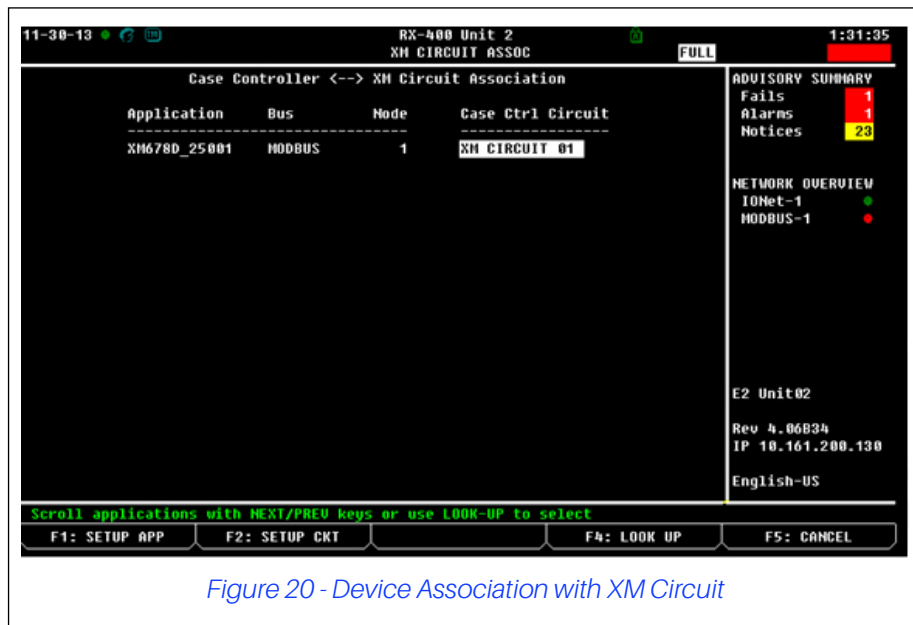 11-30-13
RX-400 Unit 2
1:31:35
XM CIRCUIT ASSOC
FULL
Case Controller <--> XM Circuit Association
Application Bus Node Case Ctrl Circuit
------------------------------ ----------------
XM678D_25001 MODBUS 1 XM CIRCUIT 01
ADVISORY SUMMARY
Fails 1
Alarms 1
Notices 23
NETWORK OVERVIEW
IONet-1
MODBUS-1
E2 Unit02
Rev 4.06B34
IP 10.161.200.130
English-US
Scroll applications with NEXT/PREV keys or use LOOK-UP to select
F1: SETUP APP F2: SETUP CKT F4: LOOK UP F5: CANCEL
Figure 20 - Device Association with XM Circuit